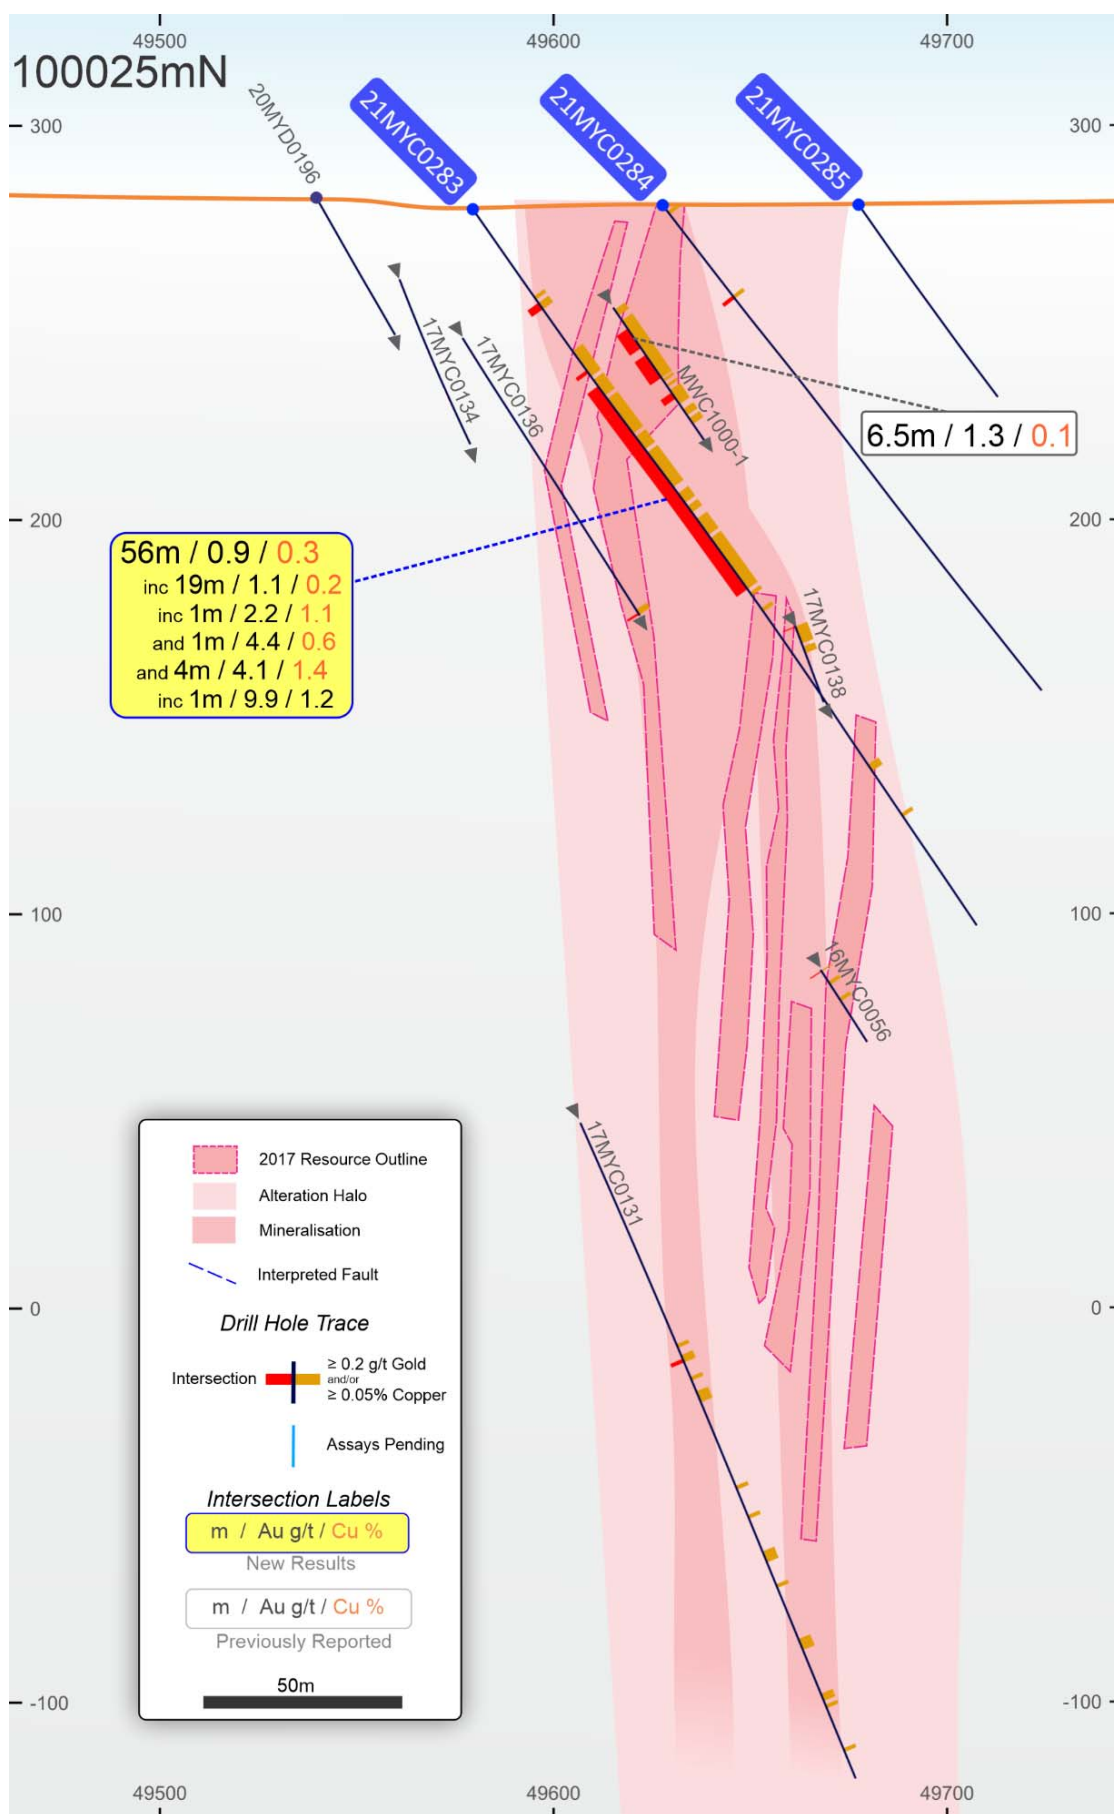 49500
49600
49700
100025mN
300
300
20MYD0196
21MYC0283
21MYC0284
21MYC0285
17MYC0134
17MYC0136
MWC1000-1
6.5m / 1.3 / 0.1
200
200
56m / 0.9 / 0.3
inc 19m / 1.1 / 0.2
inc 1m / 2.2 / 1.1
and 1m / 4.4 / 0.6
and 4m / 4.1 / 1.4
inc 1m / 9.9 / 1.2
17MYC0138
100
100
16MYC0056
17MYC0131
2017 Resource Outline
Alteration Halo
Mineralisation
Interpreted Fault
0
0
Drill Hole Trace
Intersection
≥ 0.2 g/t Gold
and/or
≥ 0.05% Copper
Assays Pending
Intersection Labels
m / Au g/t / Cu %
New Results
m / Au g/t / Cu %
Previously Reported
50m
-100
-100
49500
49600
49700